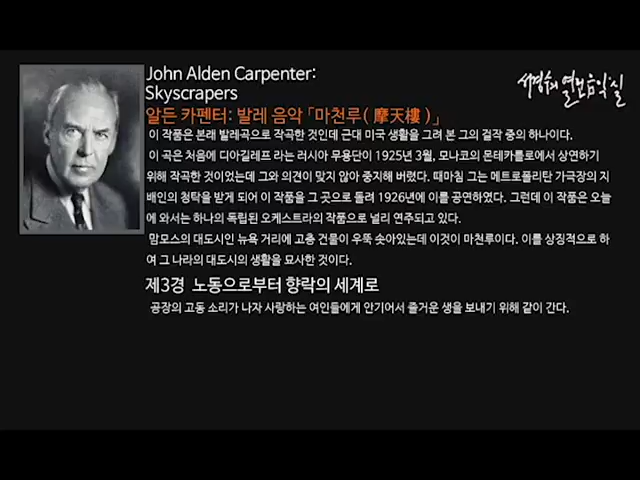 John Alden Carpenter:
Skyscrapers
서경수의 열린음악실
알든 카펜터: 발레 음악 「마천루( 摩天樓 )」
이 작품은 본래 발레곡으로 작곡한 것인데 근대 미국 생활을 그려 본 그의 걸작 중의 하나이다.
이 곡은 처음에 디아길레프 라는 러시아 무용단이 1925년 3월, 모나코의 몬테카를로에서 상연하기
위해 작곡한 것이었는데 그와 의견이 맞지 않아 중지해 버렸다. 때마침 그는 메트로폴리탄 가극장의 지
배인의 청탁을 받게 되어 이 작품을 그 곳으로 돌려 1926년에 이를 공연하였다. 그런데 이 작품은 오늘
에 와서는 하나의 독립된 오케스트라의 작품으로 널리 연주되고 있다.
맘모스의 대도시인 뉴욕 거리에 고층 건물이 우뚝 솟아있는데 이것이 마천루이다. 이를 상징적으로 하
여 그 나라의 대도시의 생활을 묘사한 것이다.
제3경 노동으로부터 향락의 세계로
공장의 고동 소리가 나자 사랑하는 여인들에게 안기어서 즐거운 생을 보내기 위해 같이 간다.